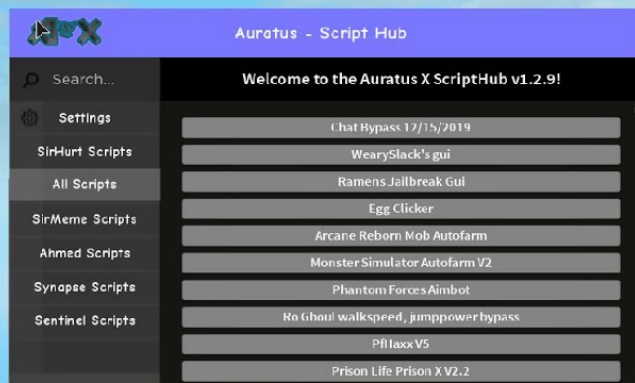 Auratus - Script Hub
Search...
Welcome to the Auratus X ScriptHub v1.2.9!
Settings
SirHurt Scripts
All Scripts
SirMeme Scripts
Ahmed Scripts
Synapse Scripts
Sentinel Scripts
Chat Bypass 12/15/2019
WearySlack's gui
Ramens Jailbreak Gui
Egg Clicker
Arcane Reborn Mob Autofarm
Monster Simulator Autofarm V2
Phantom Forces Aimbot
Ro Ghoul walkspeed, jumppower bypass
PfHaxx V5
Prison Life Prison X V2.2